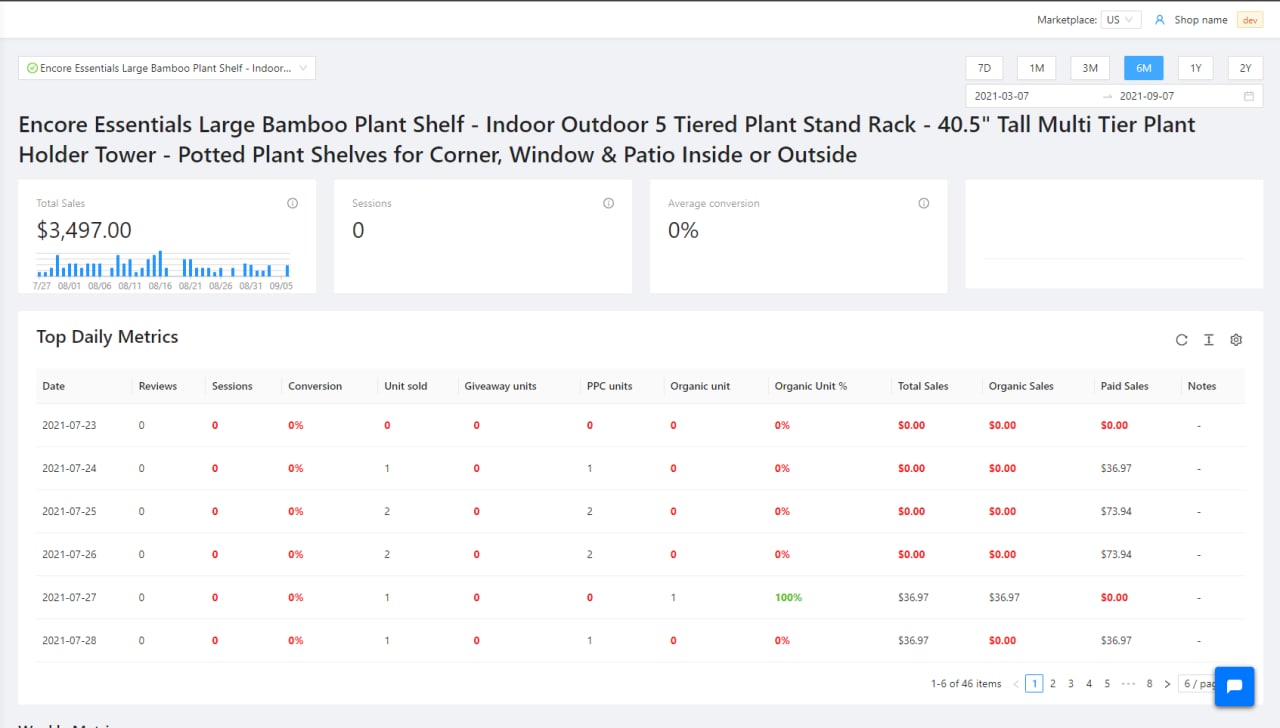 Marketplace: US Shop name dev
Encore Essentials Large Bamboo Plant Shelf - Indoor... 7D 1M 3M 6M 1Y 2Y
2021-03-07 → 2021-09-07
Encore Essentials Large Bamboo Plant Shelf - Indoor Outdoor 5 Tiered Plant Stand Rack - 40.5" Tall Multi Tier Plant
Holder Tower - Potted Plant Shelves for Corner, Window & Patio Inside or Outside
Total Sales Sessions Average conversion
$3,497.00 0 0%
7/27 08/01 08/06 08/11 08/16 08/21 08/26 08/31 09/05
Top Daily Metrics
Date Reviews Sessions Conversion Unit sold Giveaway units PPC units Organic unit Organic Unit % Total Sales Organic Sales Paid Sales Notes
2021-07-23 0 0 0% 0 0 0 0 0% $0.00 $0.00 $0.00 -
2021-07-24 0 0 0% 1 0 1 0 0% $0.00 $0.00 $36.97 -
2021-07-25 0 0 0% 2 0 2 0 0% $0.00 $0.00 $73.94 -
2021-07-26 0 0 0% 2 0 2 0 0% $0.00 $0.00 $73.94 -
2021-07-27 0 0 0% 1 0 0 1 100% $36.97 $36.97 $0.00 -
2021-07-28 0 0 0% 1 0 1 0 0% $36.97 $0.00 $36.97 -
1-6 of 46 items < 1 2 3 4 5 ••• 8 > 6 / pag